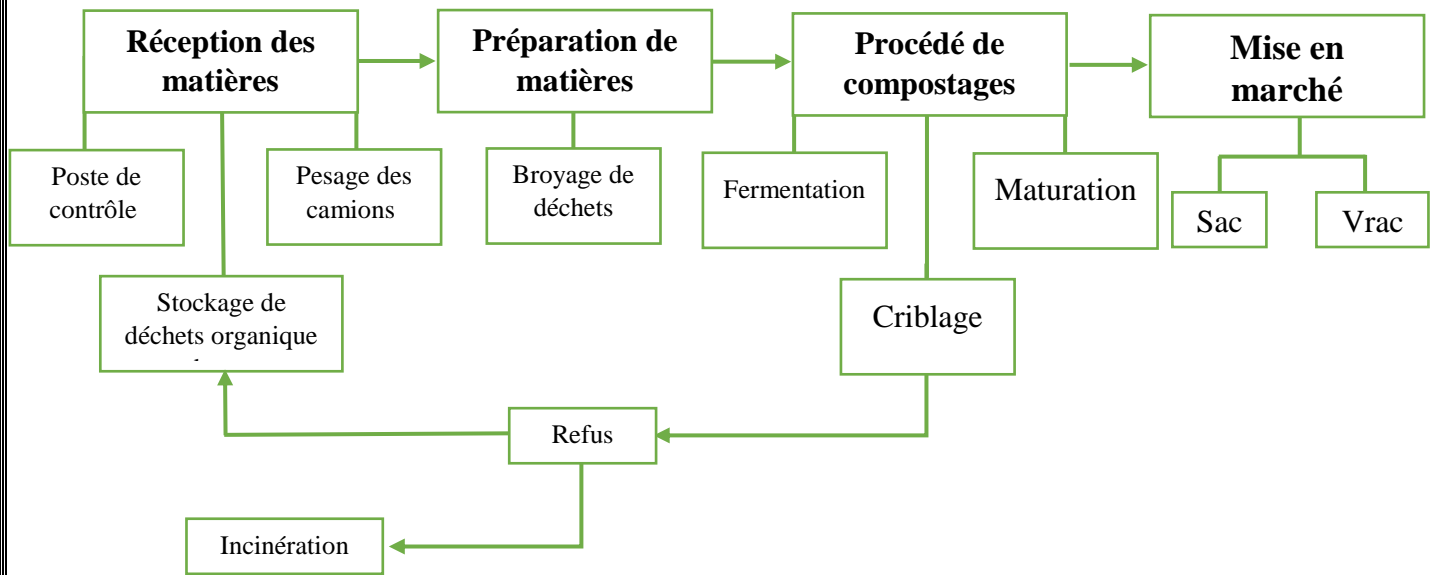 Réception des
matières
Préparation de
matières
Procédé de
compostages
Mise en
marché
Poste de
contrôle
Pesage des
camions
Broyage de
déchets
Fermentation
Maturation
Sac
Vrac
Stockage de
déchets organique
Criblage
Refus
Incinération